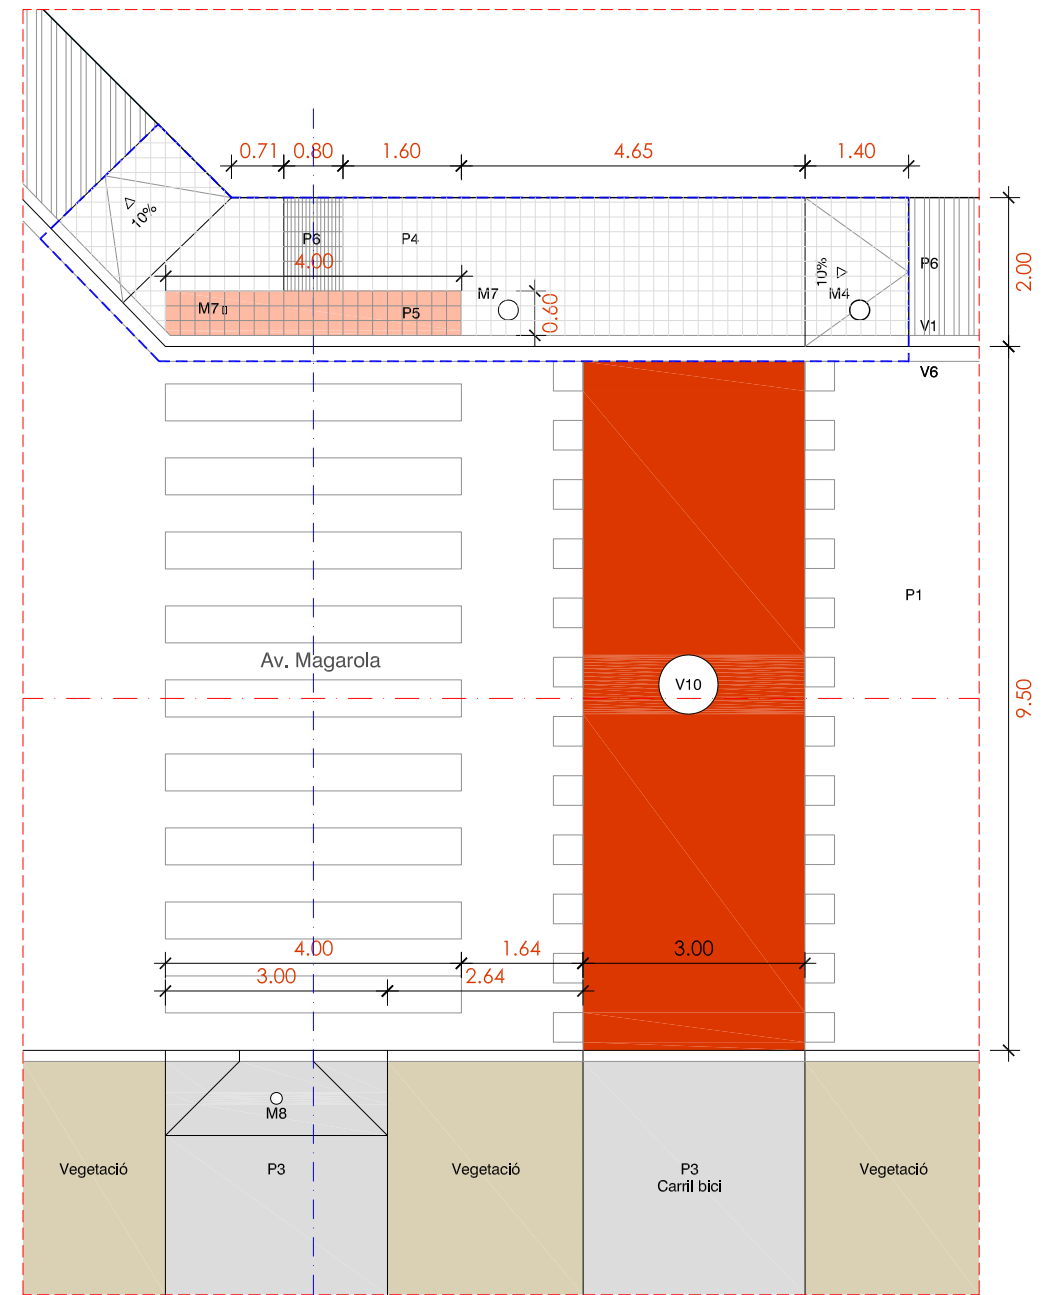 0.71 0.80 1.60 4.65 1.40
10%
P6 P4
4.00
10%
P6
2.00
M7 P5
M7
0.60
M4
V1
V6
P1
Av. Magarola
V10
9.50
4.00 1.64 3.00
3.00 2.64
M8
Vegetació P3 Vegetació P3 Vegetació
Carril bici